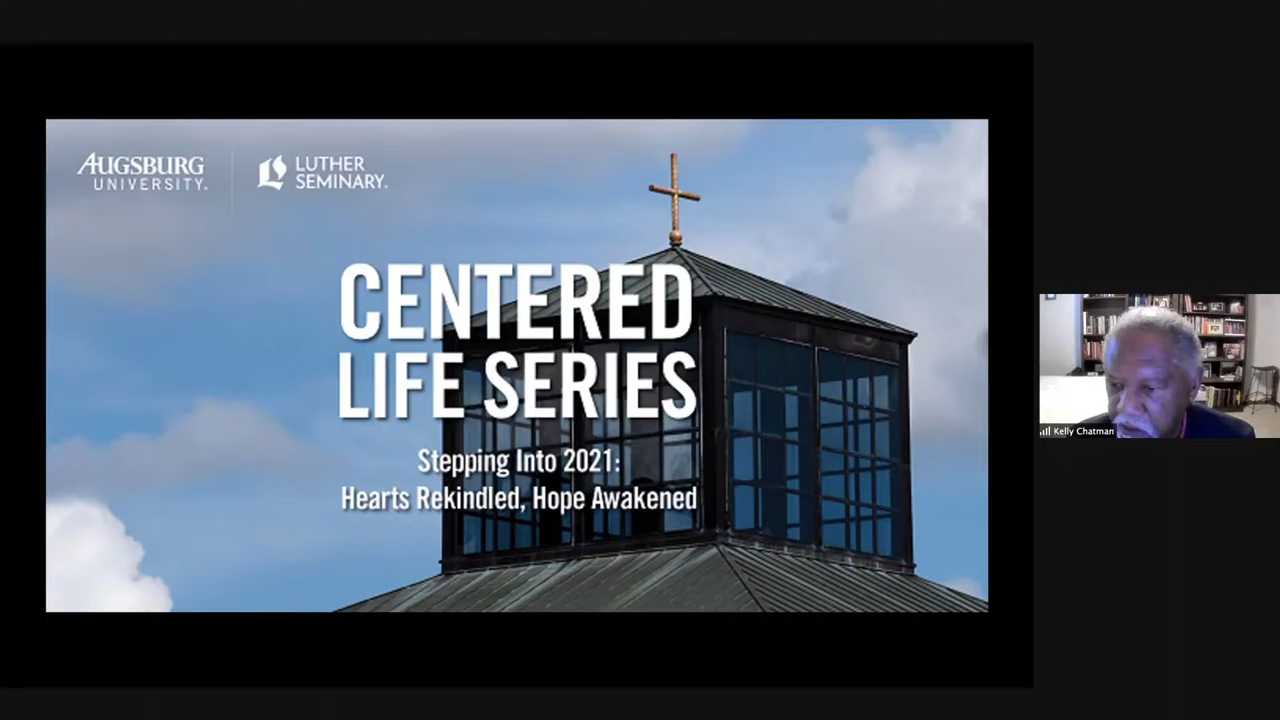 AUGSBURG
UNIVERSITY.
LUTHER
SEMINARY.
CENTERED
LIFE SERIES
Stepping Into 2021:
Hearts Rekindled, Hope Awakened
Kelly Chatman